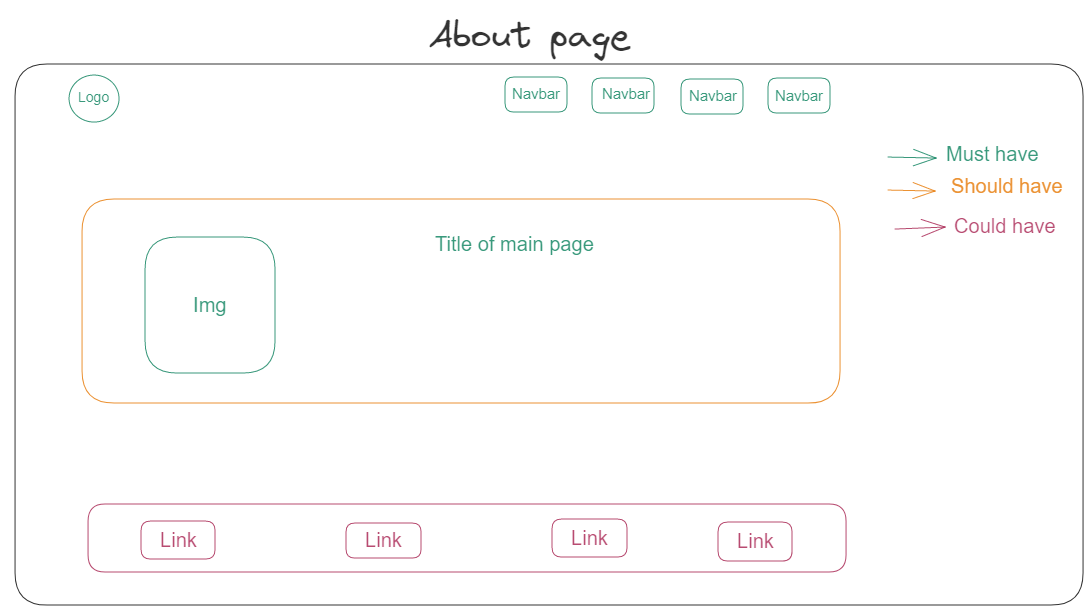 About page
Logo
Navbar
Navbar
Navbar
Navbar
Must have
Should have
Could have
Title of main page
Img
Link
Link
Link
Link